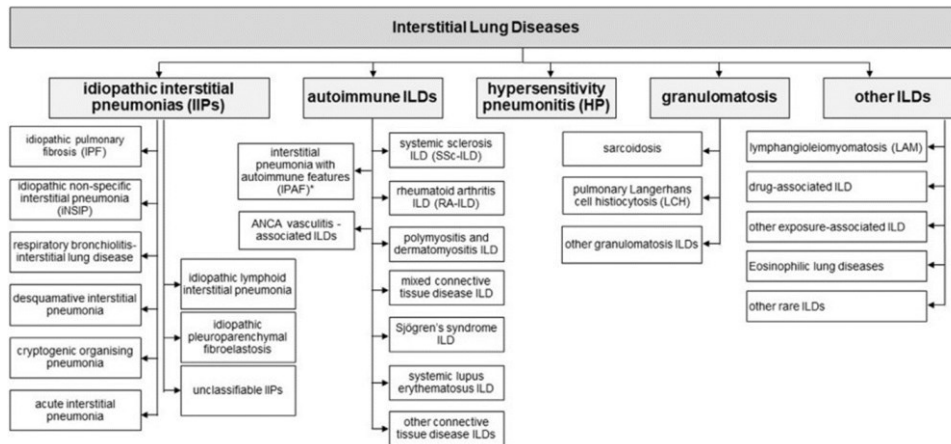 Interstitial Lung Diseases
idiopathic interstitial
pneumonias (IIPs)
idiopathic pulmonary
fibrosis (IPF)
idiopathic non-specific
interstitial pneumonia
(iNSIP)
respiratory bronchiolitis-
interstitial lung disease
desquamative interstitial
pneumonia
cryptogenic organising
pneumonia
acute interstitial
pneumonia
idiopathic lymphoid
interstitial pneumonia
idiopathic
pleuroparenchymal
fibroelastosis
unclassifiable IIPs
autoimmune ILDs
interstitial
pneumonia with
autoimmune features
(IPAF)*
ANCA vasculitis -
associated ILDs
systemic sclerosis
ILD (SSc-ILD)
rheumatoid arthritis
ILD (RA-ILD)
polymyositis and
dermatomyositis ILD
mixed connective
tissue disease ILD
Sjögren's syndrome
ILD
systemic lupus
erythematosus ILD
other connective
tissue disease ILDs
hypersensitivity
pneumonitis (HP)
granulomatosis
sarcoidosis
pulmonary Langerhans
cell histiocytosis (LCH)
other granulomatosis ILDs
other ILDs
lymphangioleiomyomatosis (LAM)
drug-associated ILD
other exposure-associated ILD
Eosinophilic lung diseases
other rare ILDs